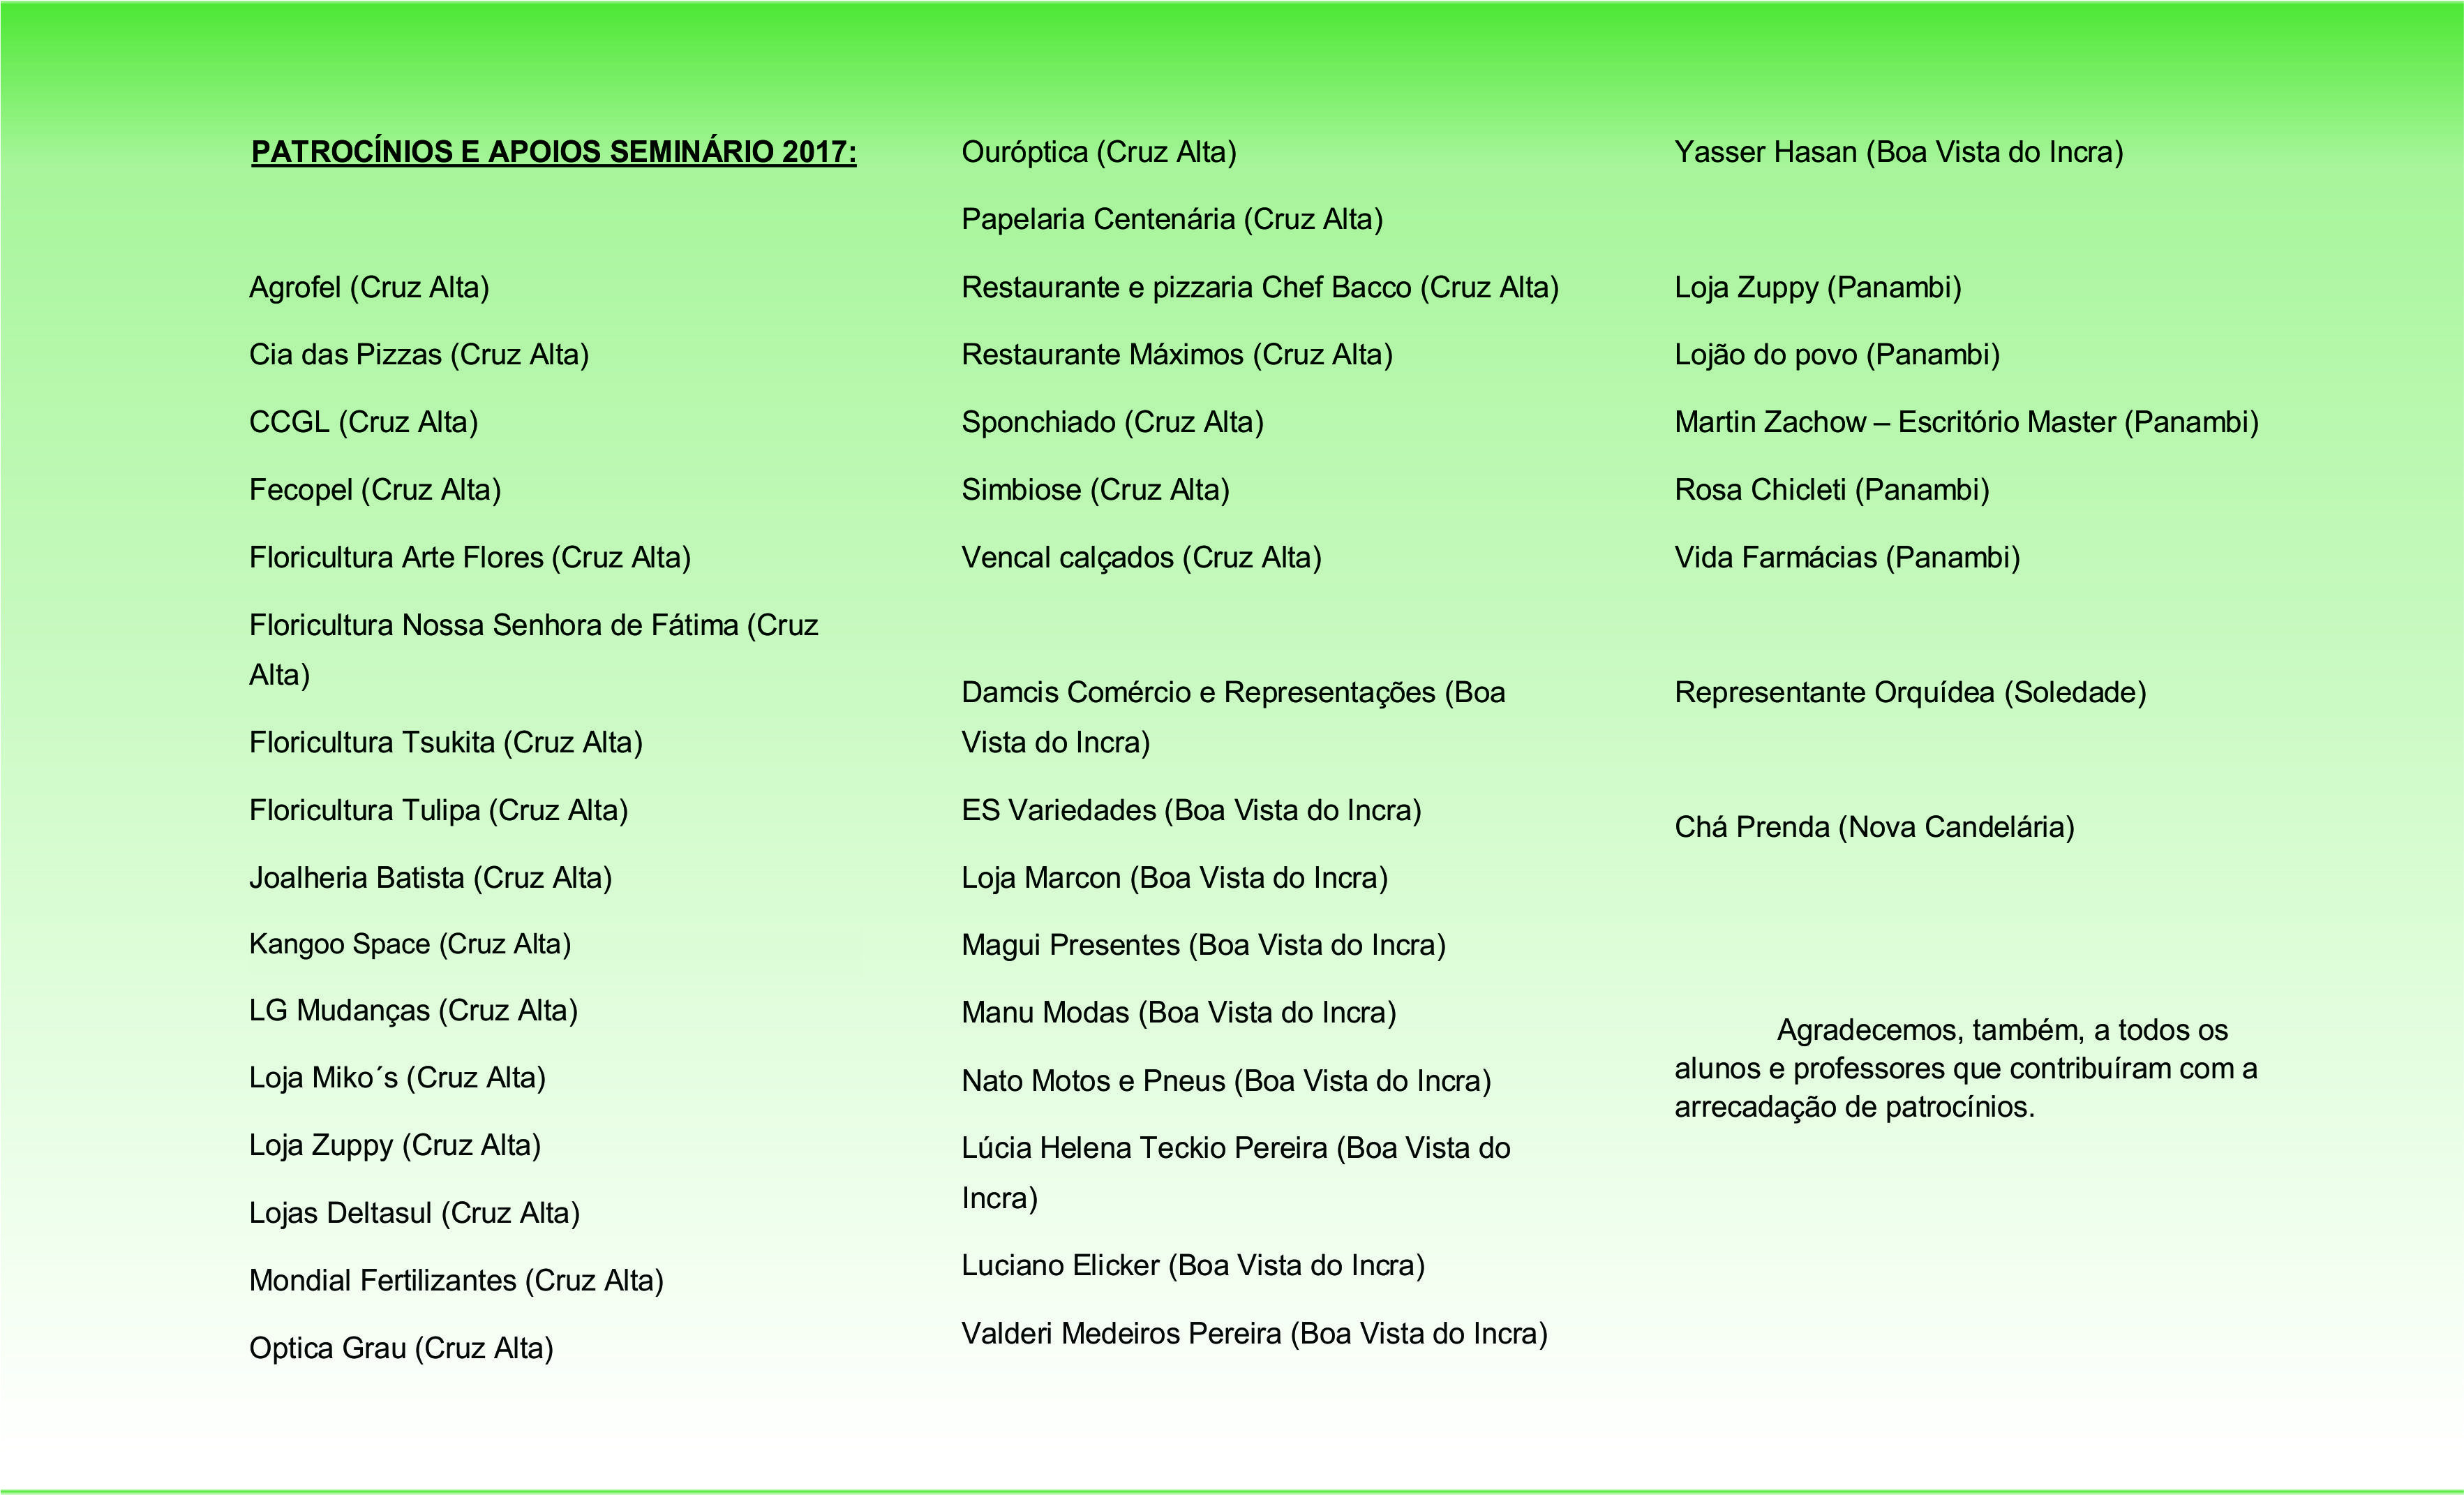 PATROCÍNIOS E APOIOS SEMINÁRIO 2017:
Agrofel (Cruz Alta)
Cia das Pizzas (Cruz Alta)
CCGL (Cruz Alta)
Fecopel (Cruz Alta)
Floricultura Arte Flores (Cruz Alta)
Floricultura Nossa Senhora de Fátima (Cruz
Alta)
Floricultura Tsukita (Cruz Alta)
Floricultura Tulipa (Cruz Alta)
Joalheria Batista (Cruz Alta)
Kangoo Space (Cruz Alta)
LG Mudanças (Cruz Alta)
Loja Miko´s (Cruz Alta)
Loja Zuppy (Cruz Alta)
Lojas Deltasul (Cruz Alta)
Mondial Fertilizantes (Cruz Alta)
Optica Grau (Cruz Alta)
Ouróptica (Cruz Alta)
Papelaria Centenária (Cruz Alta)
Restaurante e pizzaria Chef Bacco (Cruz Alta)
Restaurante Máximos (Cruz Alta)
Sponchiado (Cruz Alta)
Simbiose (Cruz Alta)
Vencal calçados (Cruz Alta)
Damcis Comércio e Representações (Boa
Vista do Incra)
ES Variedades (Boa Vista do Incra)
Loja Marcon (Boa Vista do Incra)
Magui Presentes (Boa Vista do Incra)
Manu Modas (Boa Vista do Incra)
Nato Motos e Pneus (Boa Vista do Incra)
Lúcia Helena Teckio Pereira (Boa Vista do
Incra)
Luciano Elicker (Boa Vista do Incra)
Valderi Medeiros Pereira (Boa Vista do Incra)
Yasser Hasan (Boa Vista do Incra)
Loja Zuppy (Panambi)
Lojão do povo (Panambi)
Martin Zachow – Escritório Master (Panambi)
Rosa Chicleti (Panambi)
Vida Farmácias (Panambi)
Representante Orquídea (Soledade)
Chá Prenda (Nova Candelária)
Agradecemos, também, a todos os
alunos e professores que contribuíram com a
arrecadação de patrocínios.